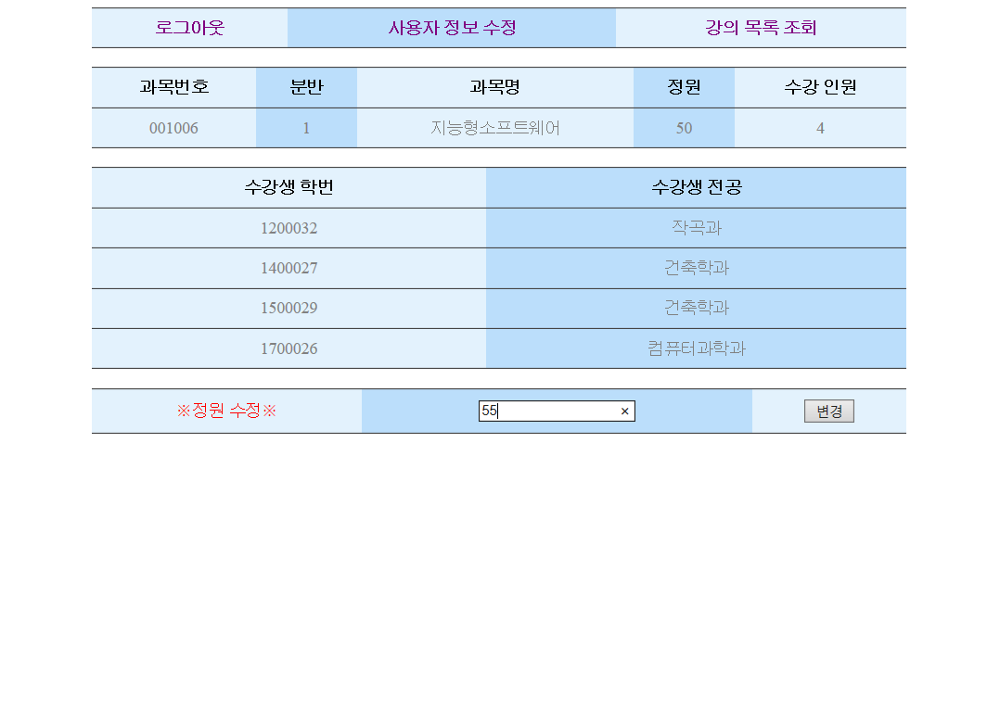 로그아웃 사용자 정보 수정 강의 목록 조회
과목번호 분반 과목명 정원 수강 인원
001006 1 지능형소프트웨어 50 4
수강생 학번 수강생 전공
1200032 작곡과
1400027 건축학과
1500029 건축학과
1700026 컴퓨터과학과
※정원 수정※ 55 × 변경